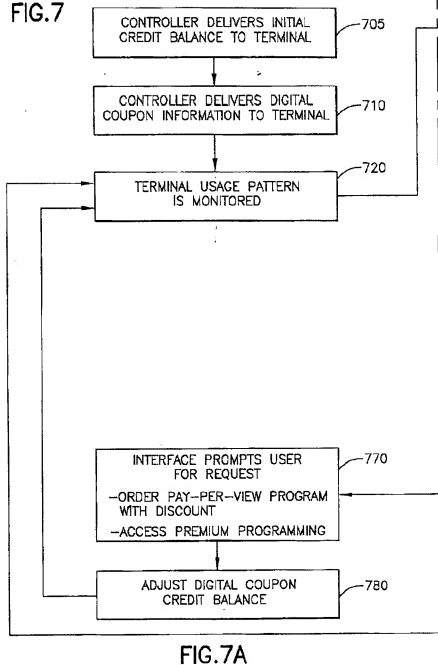 FIG.7
CONTROLLER DELIVERS INITIAL
CREDIT BALANCE TO TERMINAL
705
CONTROLLER DELIVERS DIGITAL
COUPON INFORMATION TO TERMINAL
710
720
TERMINAL USAGE PATTERN
IS MONITORED
INTERFACE PROMPTS USER
FOR REQUEST
770
-ORDER PAY-PER-VIEW PROGRAM
WITH DISCOUNT
-ACCESS PREMIUM PROGRAMMING
ADJUST DIGITAL COUPON
CREDIT BALANCE
780
FIG.7A